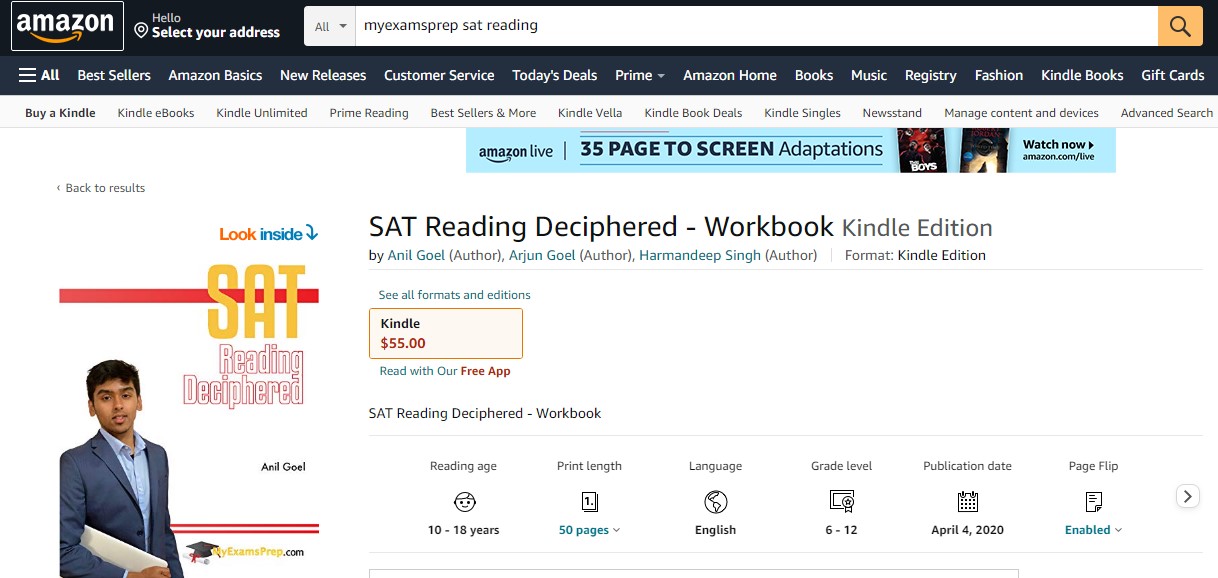 amazon
Hello
Select your address
All
myexamsprep sat reading
All Best Sellers Amazon Basics New Releases Customer Service Today's Deals Prime Amazon Home Books Music Registry Fashion Kindle Books Gift Cards
Buy a Kindle Kindle eBooks Kindle Unlimited Prime Reading Best Sellers & More Kindle Vella Kindle Book Deals Kindle Singles Newsstand Manage content and devices Advanced Search
amazon live | 35 PAGE TO SCREEN Adaptations
THE BOYS
JORDAN
Watch now
amazon.com/live
‹ Back to results
Look inside
SAT
Reading
Deciphered
Anil Goel
MyExamsPrep.com
SAT Reading Deciphered - Workbook Kindle Edition
by Anil Goel (Author), Arjun Goel (Author), Harmandeep Singh (Author) | Format: Kindle Edition
See all formats and editions
Kindle
$55.00
Read with Our Free App
SAT Reading Deciphered - Workbook
Reading age Print length Language Grade level Publication date Page Flip
1.
10 - 18 years 50 pages English 6 - 12 April 4, 2020 Enabled